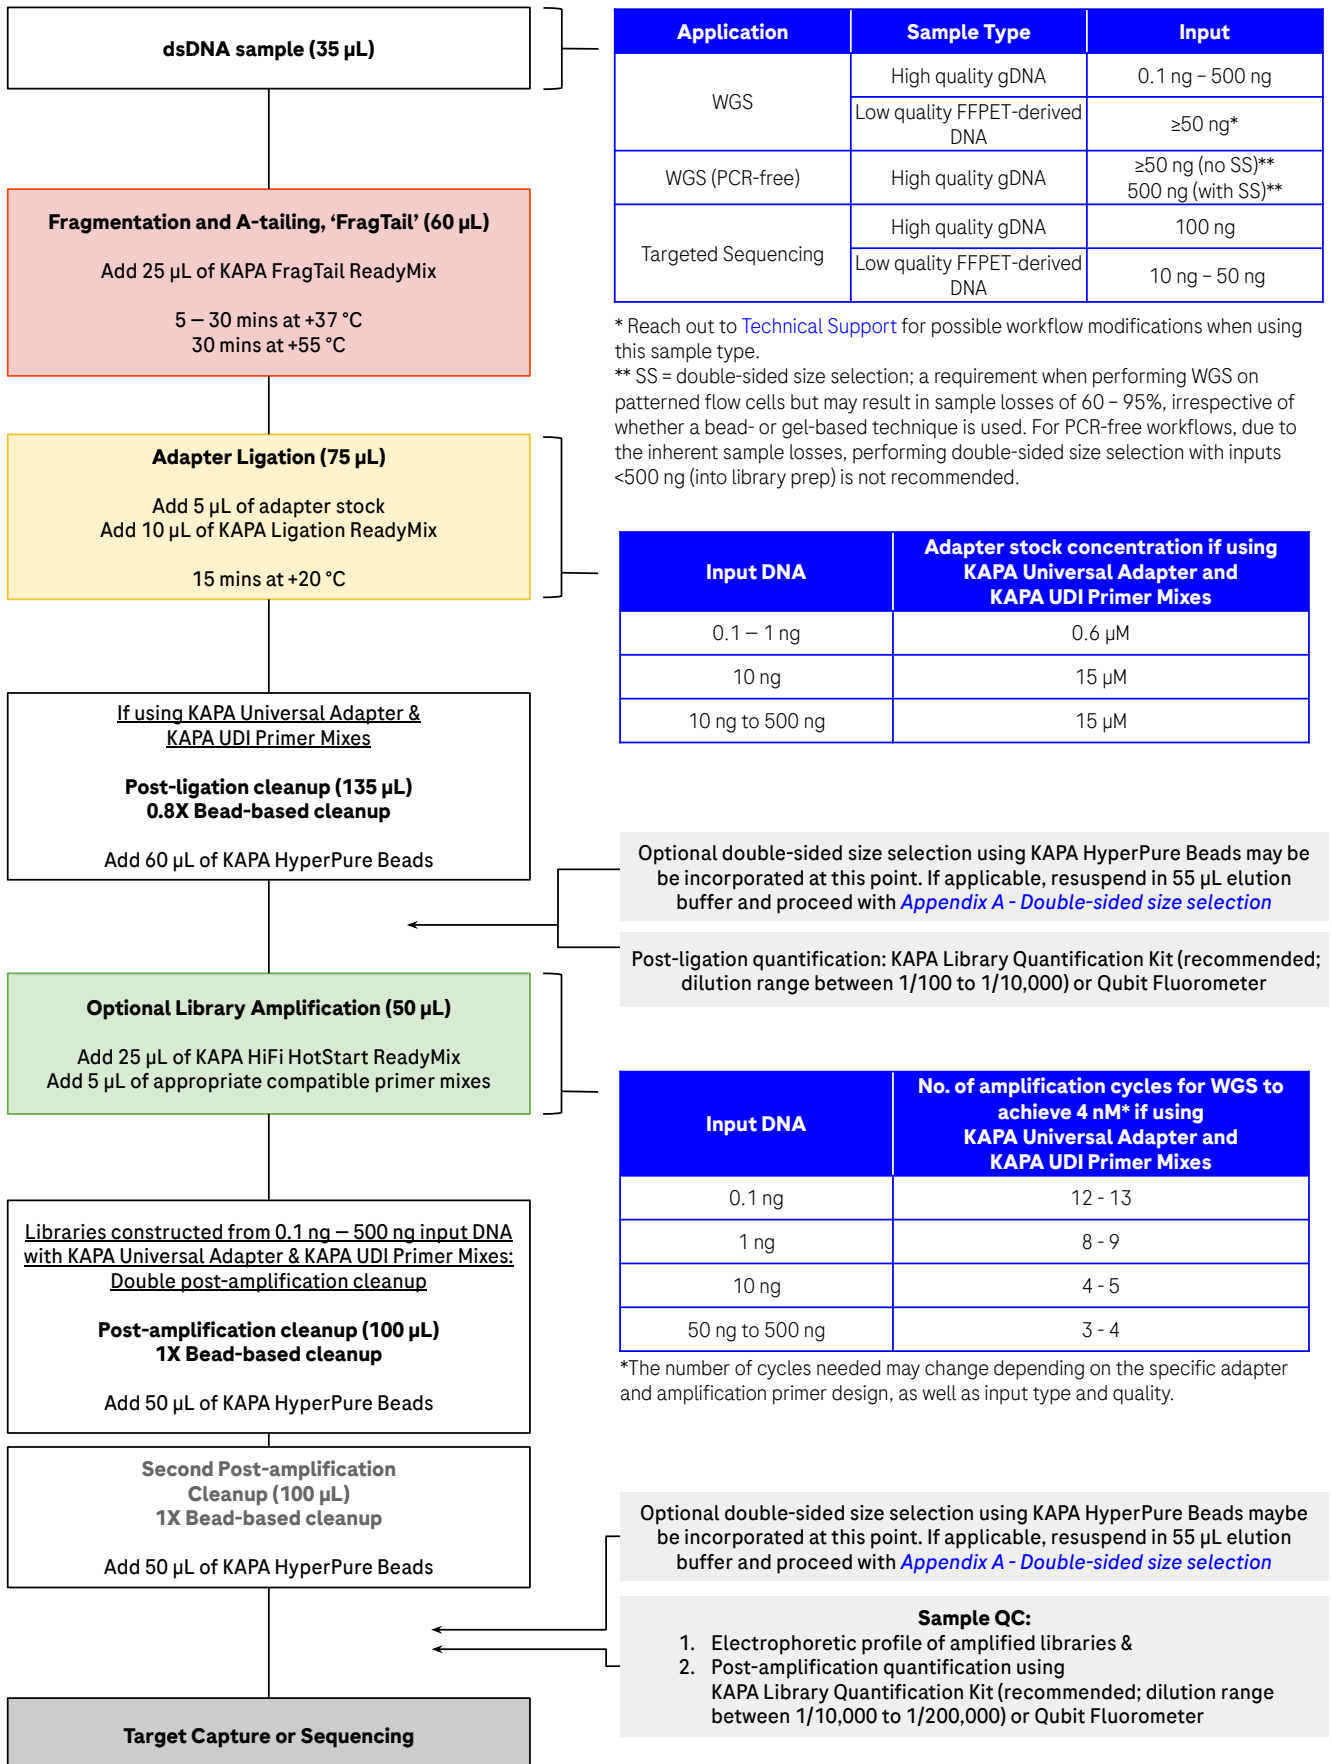 dsDNA sample (35 µL)
Application
Sample Type
Input
WGS
High quality gDNA
0.1 ng – 500 ng
Low quality FFPET-derived
DNA
≥50 ng*
WGS (PCR-free)
High quality gDNA
≥50 ng (no SS)**
500 ng (with SS)**
Targeted Sequencing
High quality gDNA
100 ng
Low quality FFPET-derived
DNA
10 ng – 50 ng
* Reach out to Technical Support for possible workflow modifications when using
this sample type.
** SS = double-sided size selection; a requirement when performing WGS on
patterned flow cells but may result in sample losses of 60 – 95%, irrespective of
whether a bead- or gel-based technique is used. For PCR-free workflows, due to
the inherent sample losses, performing double-sided size selection with inputs
<500 ng (into library prep) is not recommended.
Fragmentation and A-tailing, ‘FragTail’ (60 µL)
Add 25 µL of KAPA FragTail ReadyMix
5 — 30 mins at +37 °C
30 mins at +55 °C
Adapter Ligation (75 µL)
Add 5 µL of adapter stock
Add 10 µL of KAPA Ligation ReadyMix
15 mins at +20 °C
Input DNA
Adapter stock concentration if using
KAPA Universal Adapter and
KAPA UDI Primer Mixes
0.1 — 1 ng
0.6 µM
10 ng
15 µM
10 ng to 500 ng
15 µM
If using KAPA Universal Adapter &
KAPA UDI Primer Mixes
Post-ligation cleanup (135 µL)
0.8X Bead-based cleanup
Add 60 µL of KAPA HyperPure Beads
Optional double-sided size selection using KAPA HyperPure Beads may be
be incorporated at this point. If applicable, resuspend in 55 µL elution
buffer and proceed with Appendix A - Double-sided size selection
Post-ligation quantification: KAPA Library Quantification Kit (recommended;
dilution range between 1/100 to 1/10,000) or Qubit Fluorometer
Optional Library Amplification (50 µL)
Add 25 µL of KAPA HiFi HotStart ReadyMix
Add 5 µL of appropriate compatible primer mixes
Input DNA
No. of amplification cycles for WGS to
achieve 4 nM* if using
KAPA Universal Adapter and
KAPA UDI Primer Mixes
0.1 ng
12 - 13
1 ng
8 - 9
10 ng
4 - 5
50 ng to 500 ng
3 - 4
*The number of cycles needed may change depending on the specific adapter
and amplification primer design, as well as input type and quality.
Libraries constructed from 0.1 ng — 500 ng input DNA
with KAPA Universal Adapter & KAPA UDI Primer Mixes:
Double post-amplification cleanup
Post-amplification cleanup (100 µL)
1X Bead-based cleanup
Add 50 µL of KAPA HyperPure Beads
Second Post-amplification
Cleanup (100 µL)
1X Bead-based cleanup
Add 50 µL of KAPA HyperPure Beads
Optional double-sided size selection using KAPA HyperPure Beads maybe
be incorporated at this point. If applicable, resuspend in 55 µL elution
buffer and proceed with Appendix A - Double-sided size selection
Sample QC:
1. Electrophoretic profile of amplified libraries &
2. Post-amplification quantification using
KAPA Library Quantification Kit (recommended; dilution range
between 1/10,000 to 1/200,000) or Qubit Fluorometer
Target Capture or Sequencing